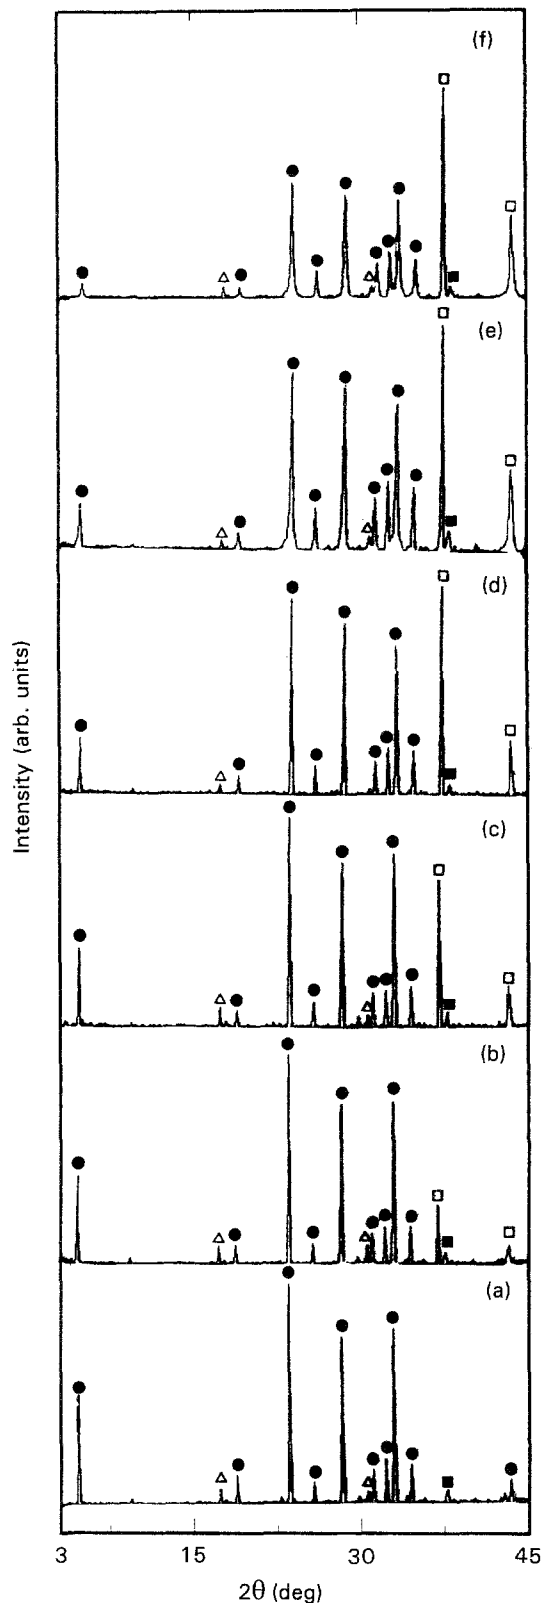 (f)
(e)
(d)
(c)
(b)
(a)
Intensity (arb. units)
3 15 30 45
2θ (deg)